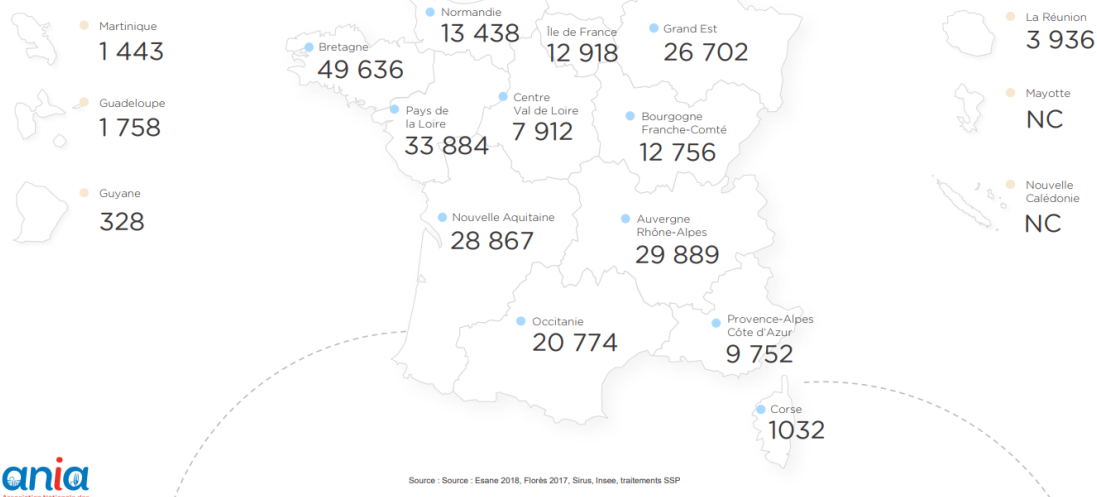 Martinique
1 443
Guadeloupe
1 758
Guyane
328
Normandie
13 438
Île de France
12 918
Grand Est
26 702
Bretagne
49 636
Pays de
la Loire
33 884
Centre
Val de Loire
7 912
Bourgogne
Franche-Comté
12 756
Nouvelle Aquitaine
28 867
Auvergne
Rhône-Alpes
29 889
Occitanie
20 774
Provence-Alpes
Côte d'Azur
9 752
Corse
1032
La Réunion
3 936
Mayotte
NC
Nouvelle
Calédonie
NC
ania
Source : Source : Esane 2018, Florès 2017, Sirus, Insee, traitements SSP